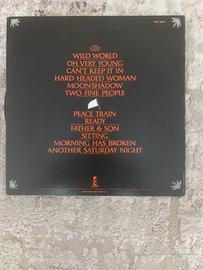 WILD WORLD
OH VERY YOUNG
CAN'T KEEP IT IN
HARD HEADED WOMAN
MOONSHADOW
TWO FINE PEOPLE
PEACE TRAIN
READY
FATHER & SON
SITTING
MORNING HAS BROKEN
ANOTHER SATURDAY NIGHT